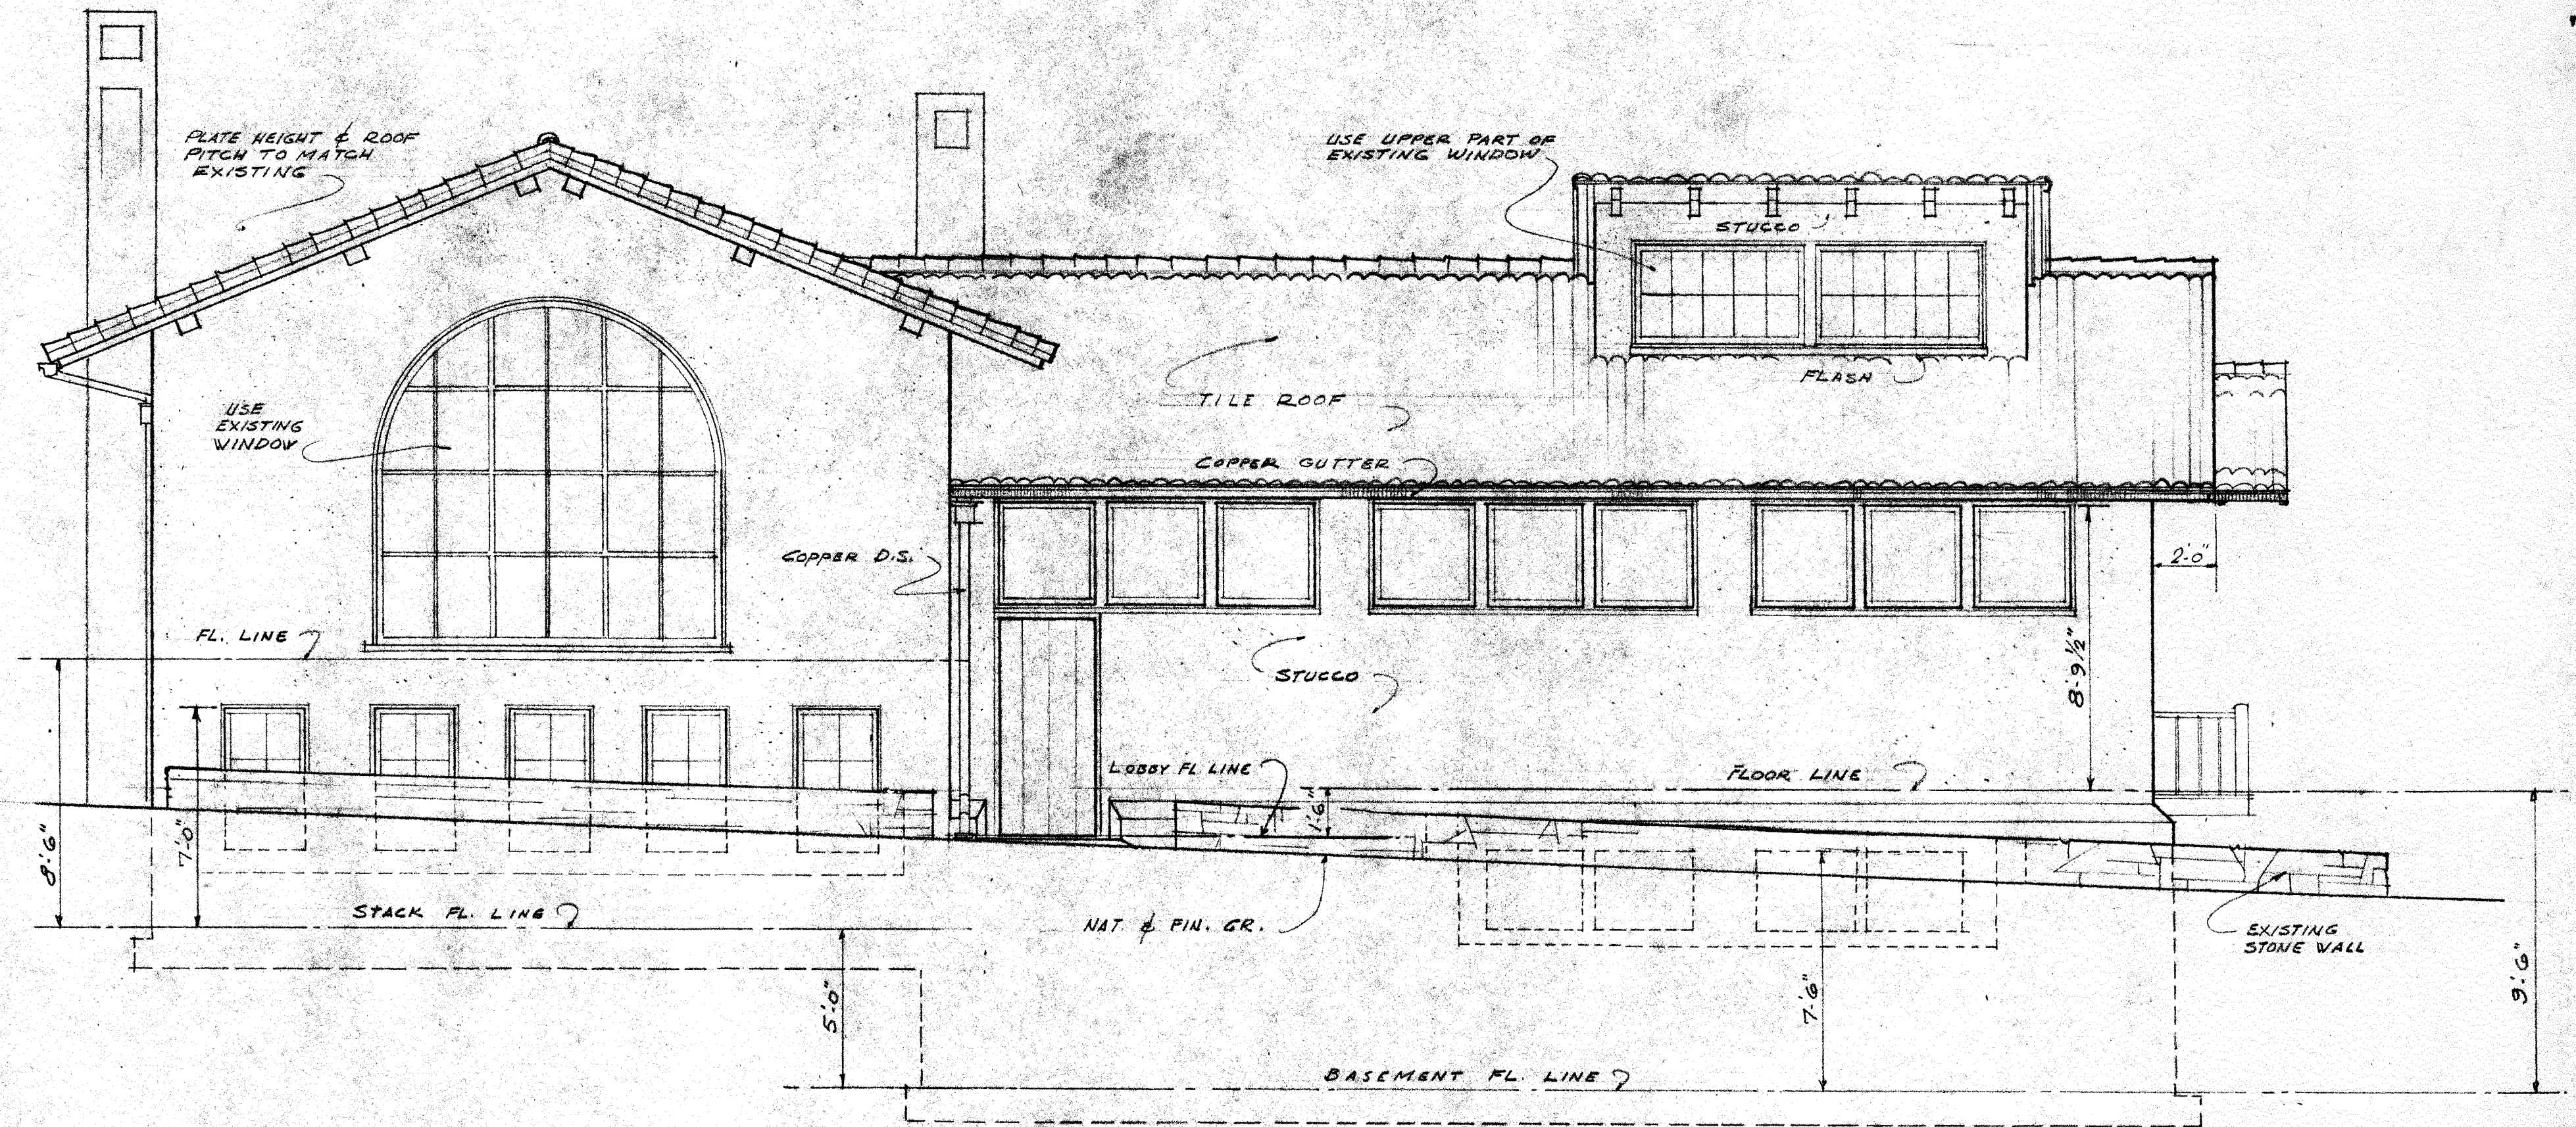 PLATE HEIGHT & ROOF
PITCH TO MATCH
EXISTING
USE UPPER PART OF
EXISTING WINDOW
STUCCO
FLASH
TILE ROOF
USE
EXISTING
WINDOW
COPPER GUTTER
COPPER D.S.
2'-0"
FL. LINE
STUCCO
8'-9 1/2"
LOBBY FL LINE
FLOOR LINE
1'-6"
8'-6"
7'-0"
STACK FL. LINE
NAT. & FIN. GR.
EXISTING
STONE WALL
5'-0"
7'-6"
9'-6"
BASEMENT FL. LINE